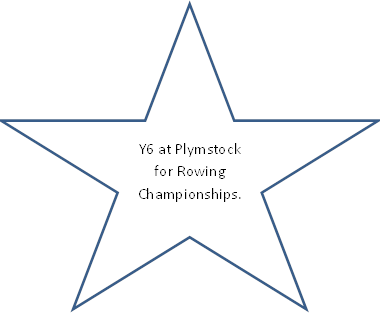 Y6 at Plymstock
for Rowing
Championships.